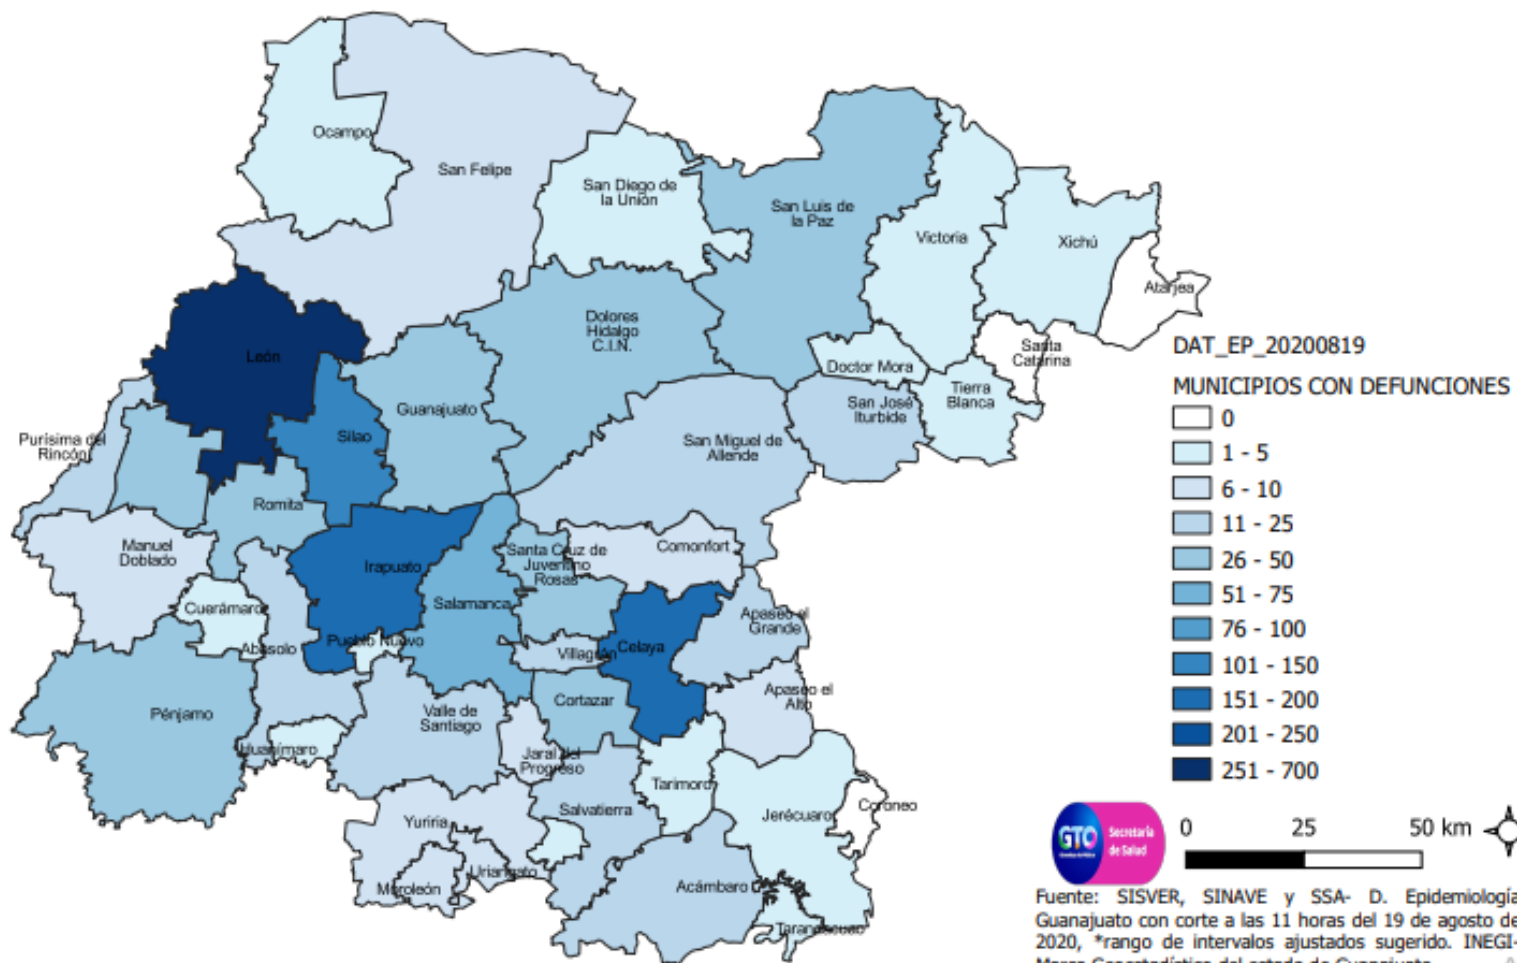 Ocampo
San Felipe
San Diego de
la Unión
San Luis de
la Paz
Victoria
Xichú
Atarjea
Dolores
Hidalgo
C.I.N.
León
Santa
Catarina
Doctor Mora
Tierra
Blanca
San José
Iturbide
Guanajuato
Silao
San Miguel de
Allende
Purísima del
Rincón
Romita
Manuel
Doblado
Irapuato
Santa Cruz de
Juventino
Rosas
Comonfort
Salamanca
Cuerámaro
Pueblo Nuevo
Abasolo
Villagrán
Celaya
Apaseo el
Grande
Apaseo el
Alto
Cortazar
Pénjamo
Valle de
Santiago
Huanímaro
Jaral del
Progreso
Tarimoro
Salvatierra
Jerécuaro
Coroneo
Yuriria
Uriangato
Moroleón
Acámbaro
Tarandacuao
DAT_EP_20200819
MUNICIPIOS CON DEFUNCIONES
0
1 - 5
6 - 10
11 - 25
26 - 50
51 - 75
76 - 100
101 - 150
151 - 200
201 - 250
251 - 700
GTO
Secretaría
de Salud
0 25 50 km
Fuente: SISVER, SINAVE y SSA- D. Epidemiología
Guanajuato con corte a las 11 horas del 19 de agosto de
2020, *rango de intervalos ajustados sugerido. INEGI-
Marco Geoestadístico del estado de Guanajuato